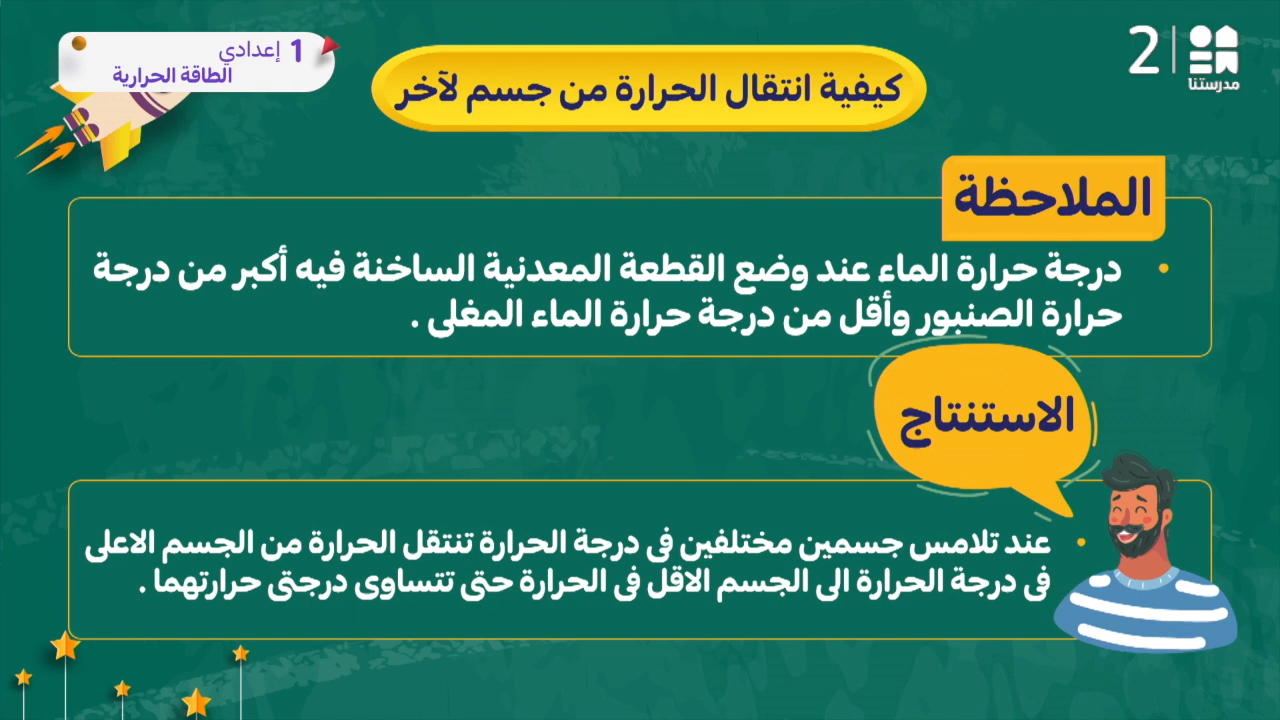 1 إعدادي
الطاقة الحرارية
كيفية انتقال الحرارة من جسم لآخر
2
مدرستنا
الملاحظة
درجة حرارة الماء عند وضع القطعة المعدنية الساخنة فيه أكبر من درجة
حرارة الصنبور وأقل من درجة حرارة الماء المغلى .
الاستنتاج
عند تلامس جسمين مختلفين فى درجة الحرارة تنتقل الحرارة من الجسم الاعلى
فى درجة الحرارة الى الجسم الاقل فى الحرارة حتى تتساوى درجتى حرارتهما .